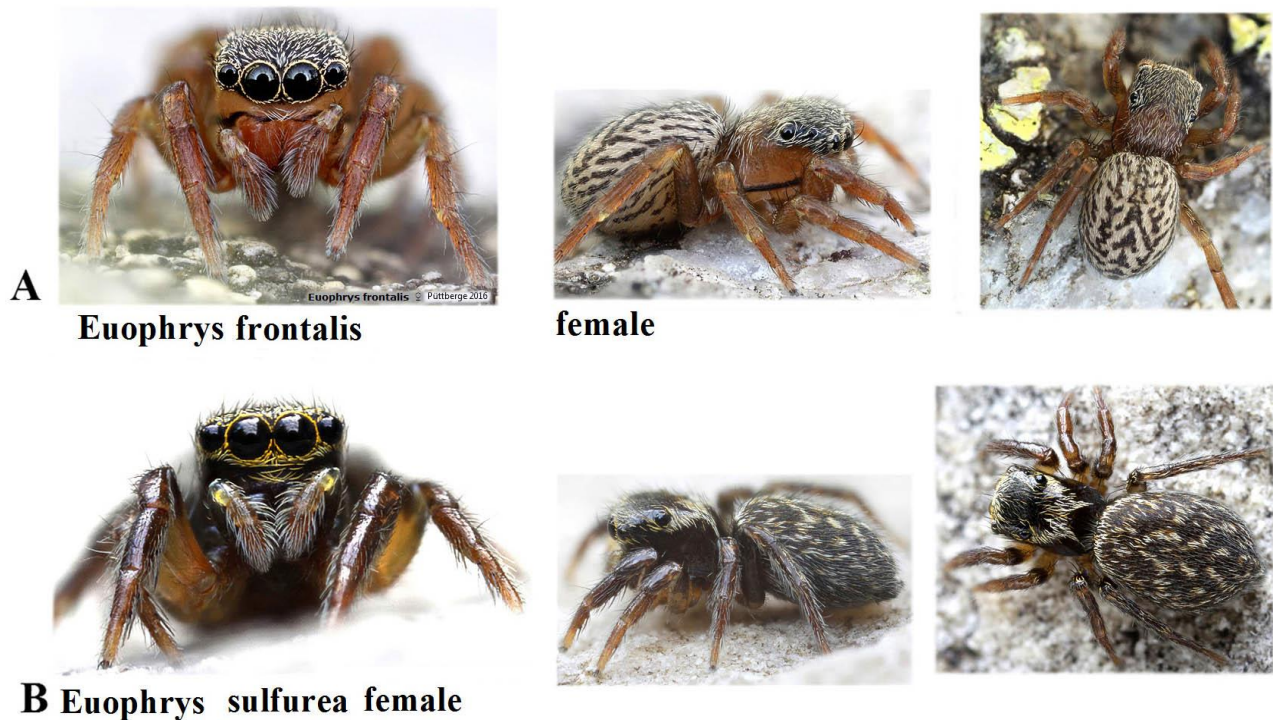 Euophrys frontalis ♀ © Püttberge 2016
A
Euophrys frontalis
female
B Euophrys sulfurea female